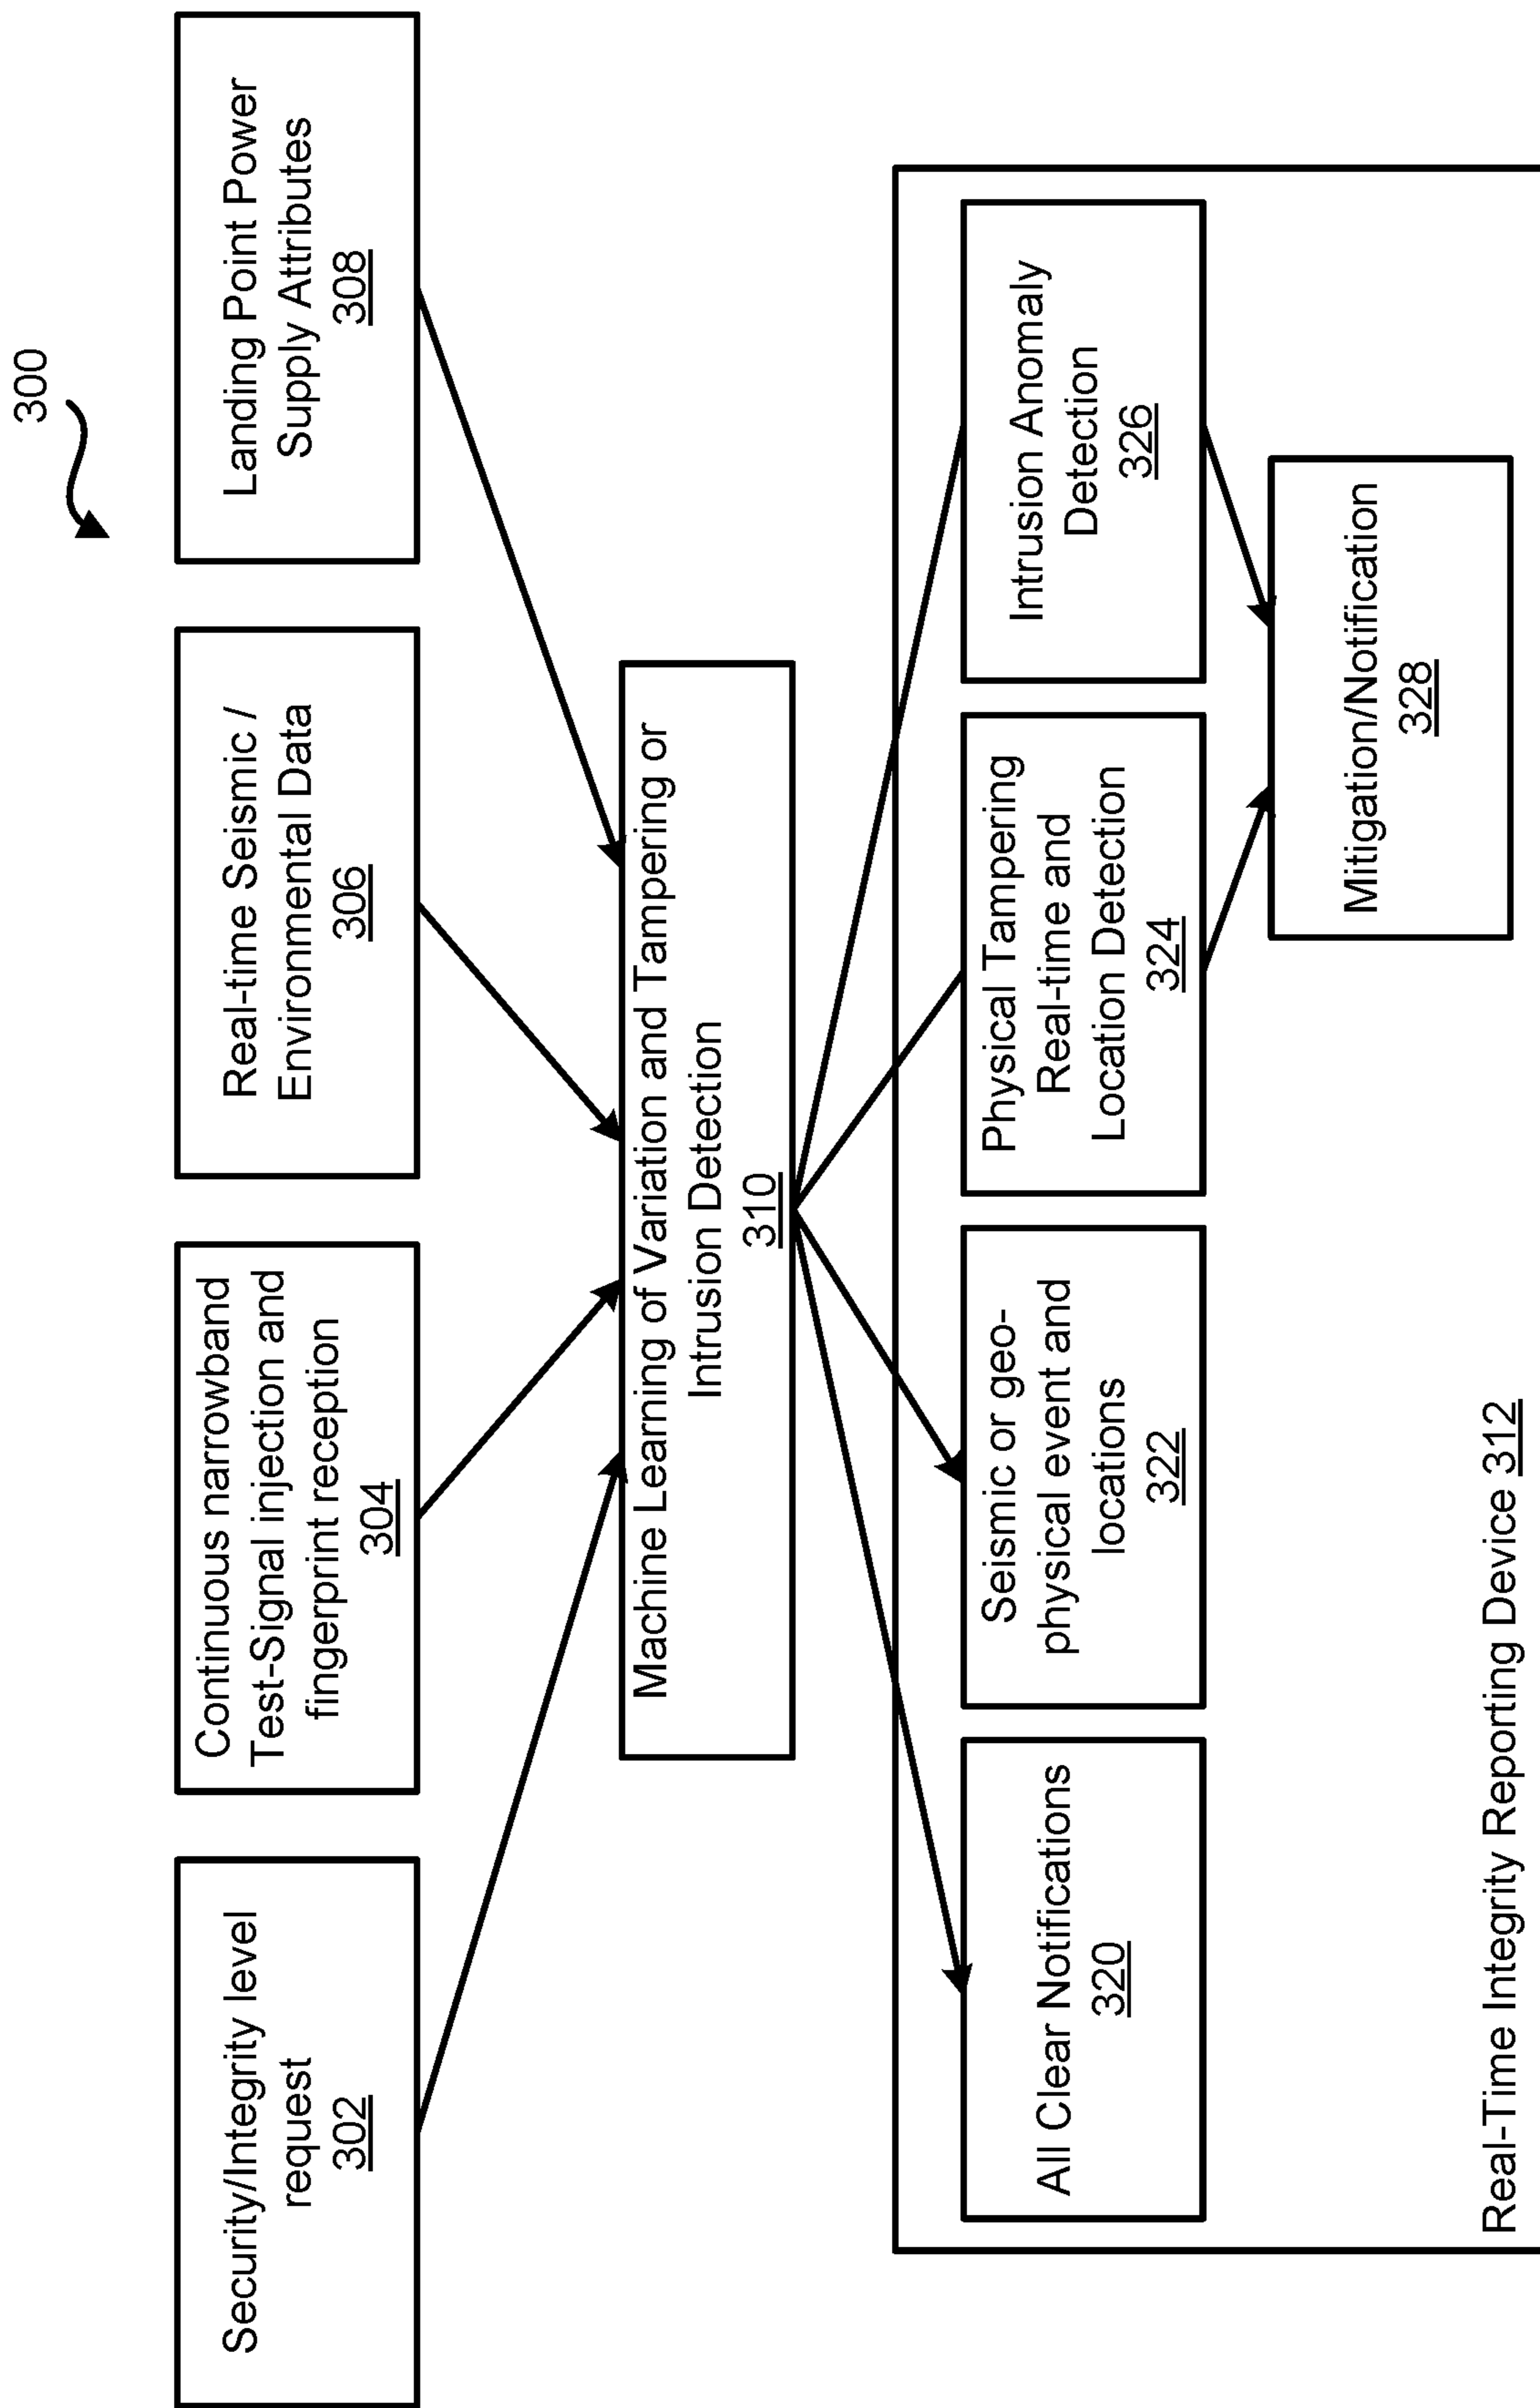 300
Security/Integrity level
request
302
Continuous narrowband
Test-Signal injection and
fingerprint reception
304
Real-time Seismic /
Environmental Data
306
Landing Point Power
Supply Attributes
308
Machine Learning of Variation and Tampering or
Intrusion Detection
310
All Clear Notifications
320
Seismic or geo-
physical event and
locations
322
Physical Tampering
Real-time and
Location Detection
324
Intrusion Anomaly
Detection
326
Mitigation/Notification
328
Real-Time Integrity Reporting Device 312